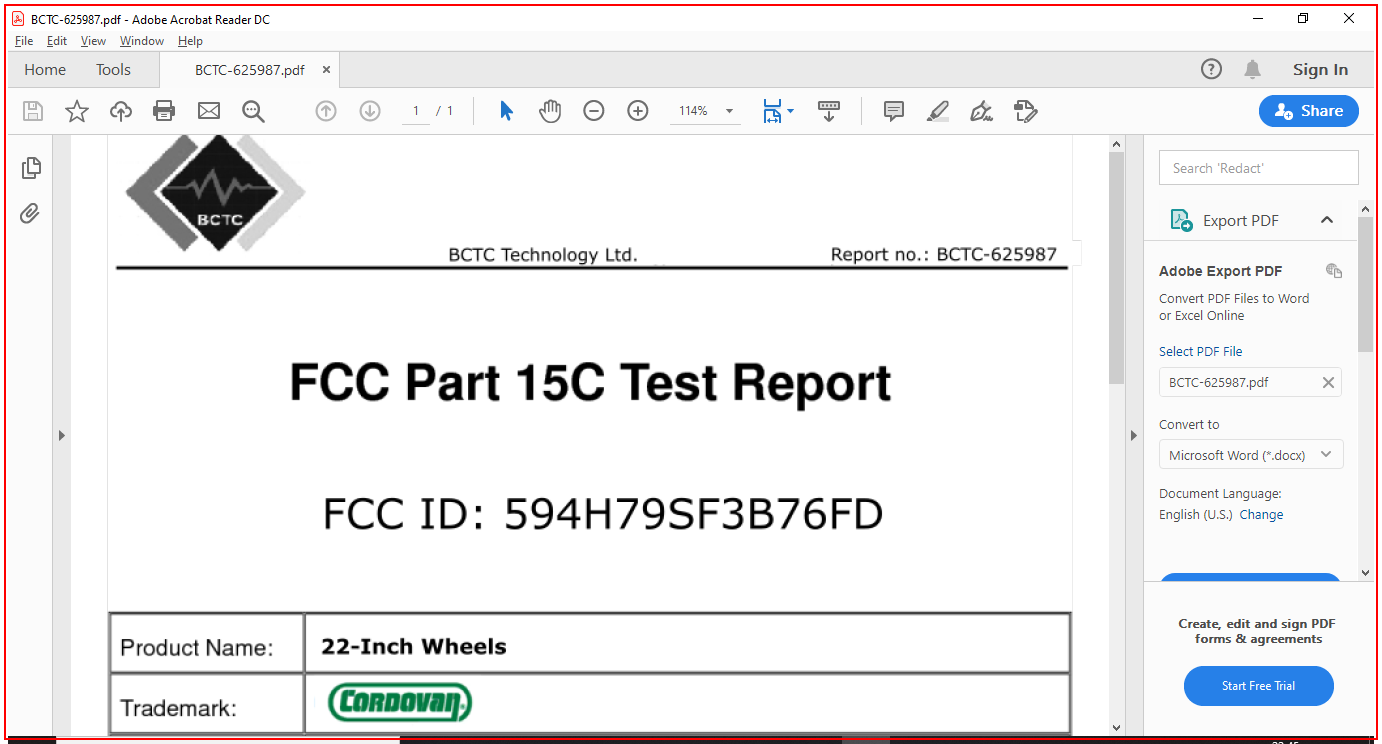 BCTC-625987.pdf - Adobe Acrobat Reader DC
File Edit View Window Help
Home Tools BCTC-625987.pdf × Sign In
1 / 1 114% Share
BCTC
BCTC Technology Ltd. Report no.: BCTC-625987
FCC Part 15C Test Report
FCC ID: 594H79SF3B76FD
Product Name: 22-Inch Wheels
Trademark: CORDOVAN
Search 'Redact'
Export PDF
Adobe Export PDF
Convert PDF Files to Word
or Excel Online
Select PDF File
BCTC-625987.pdf
Convert to
Microsoft Word (*.docx)
Document Language:
English (U.S.) Change
Create, edit and sign PDF
forms & agreements
Start Free Trial